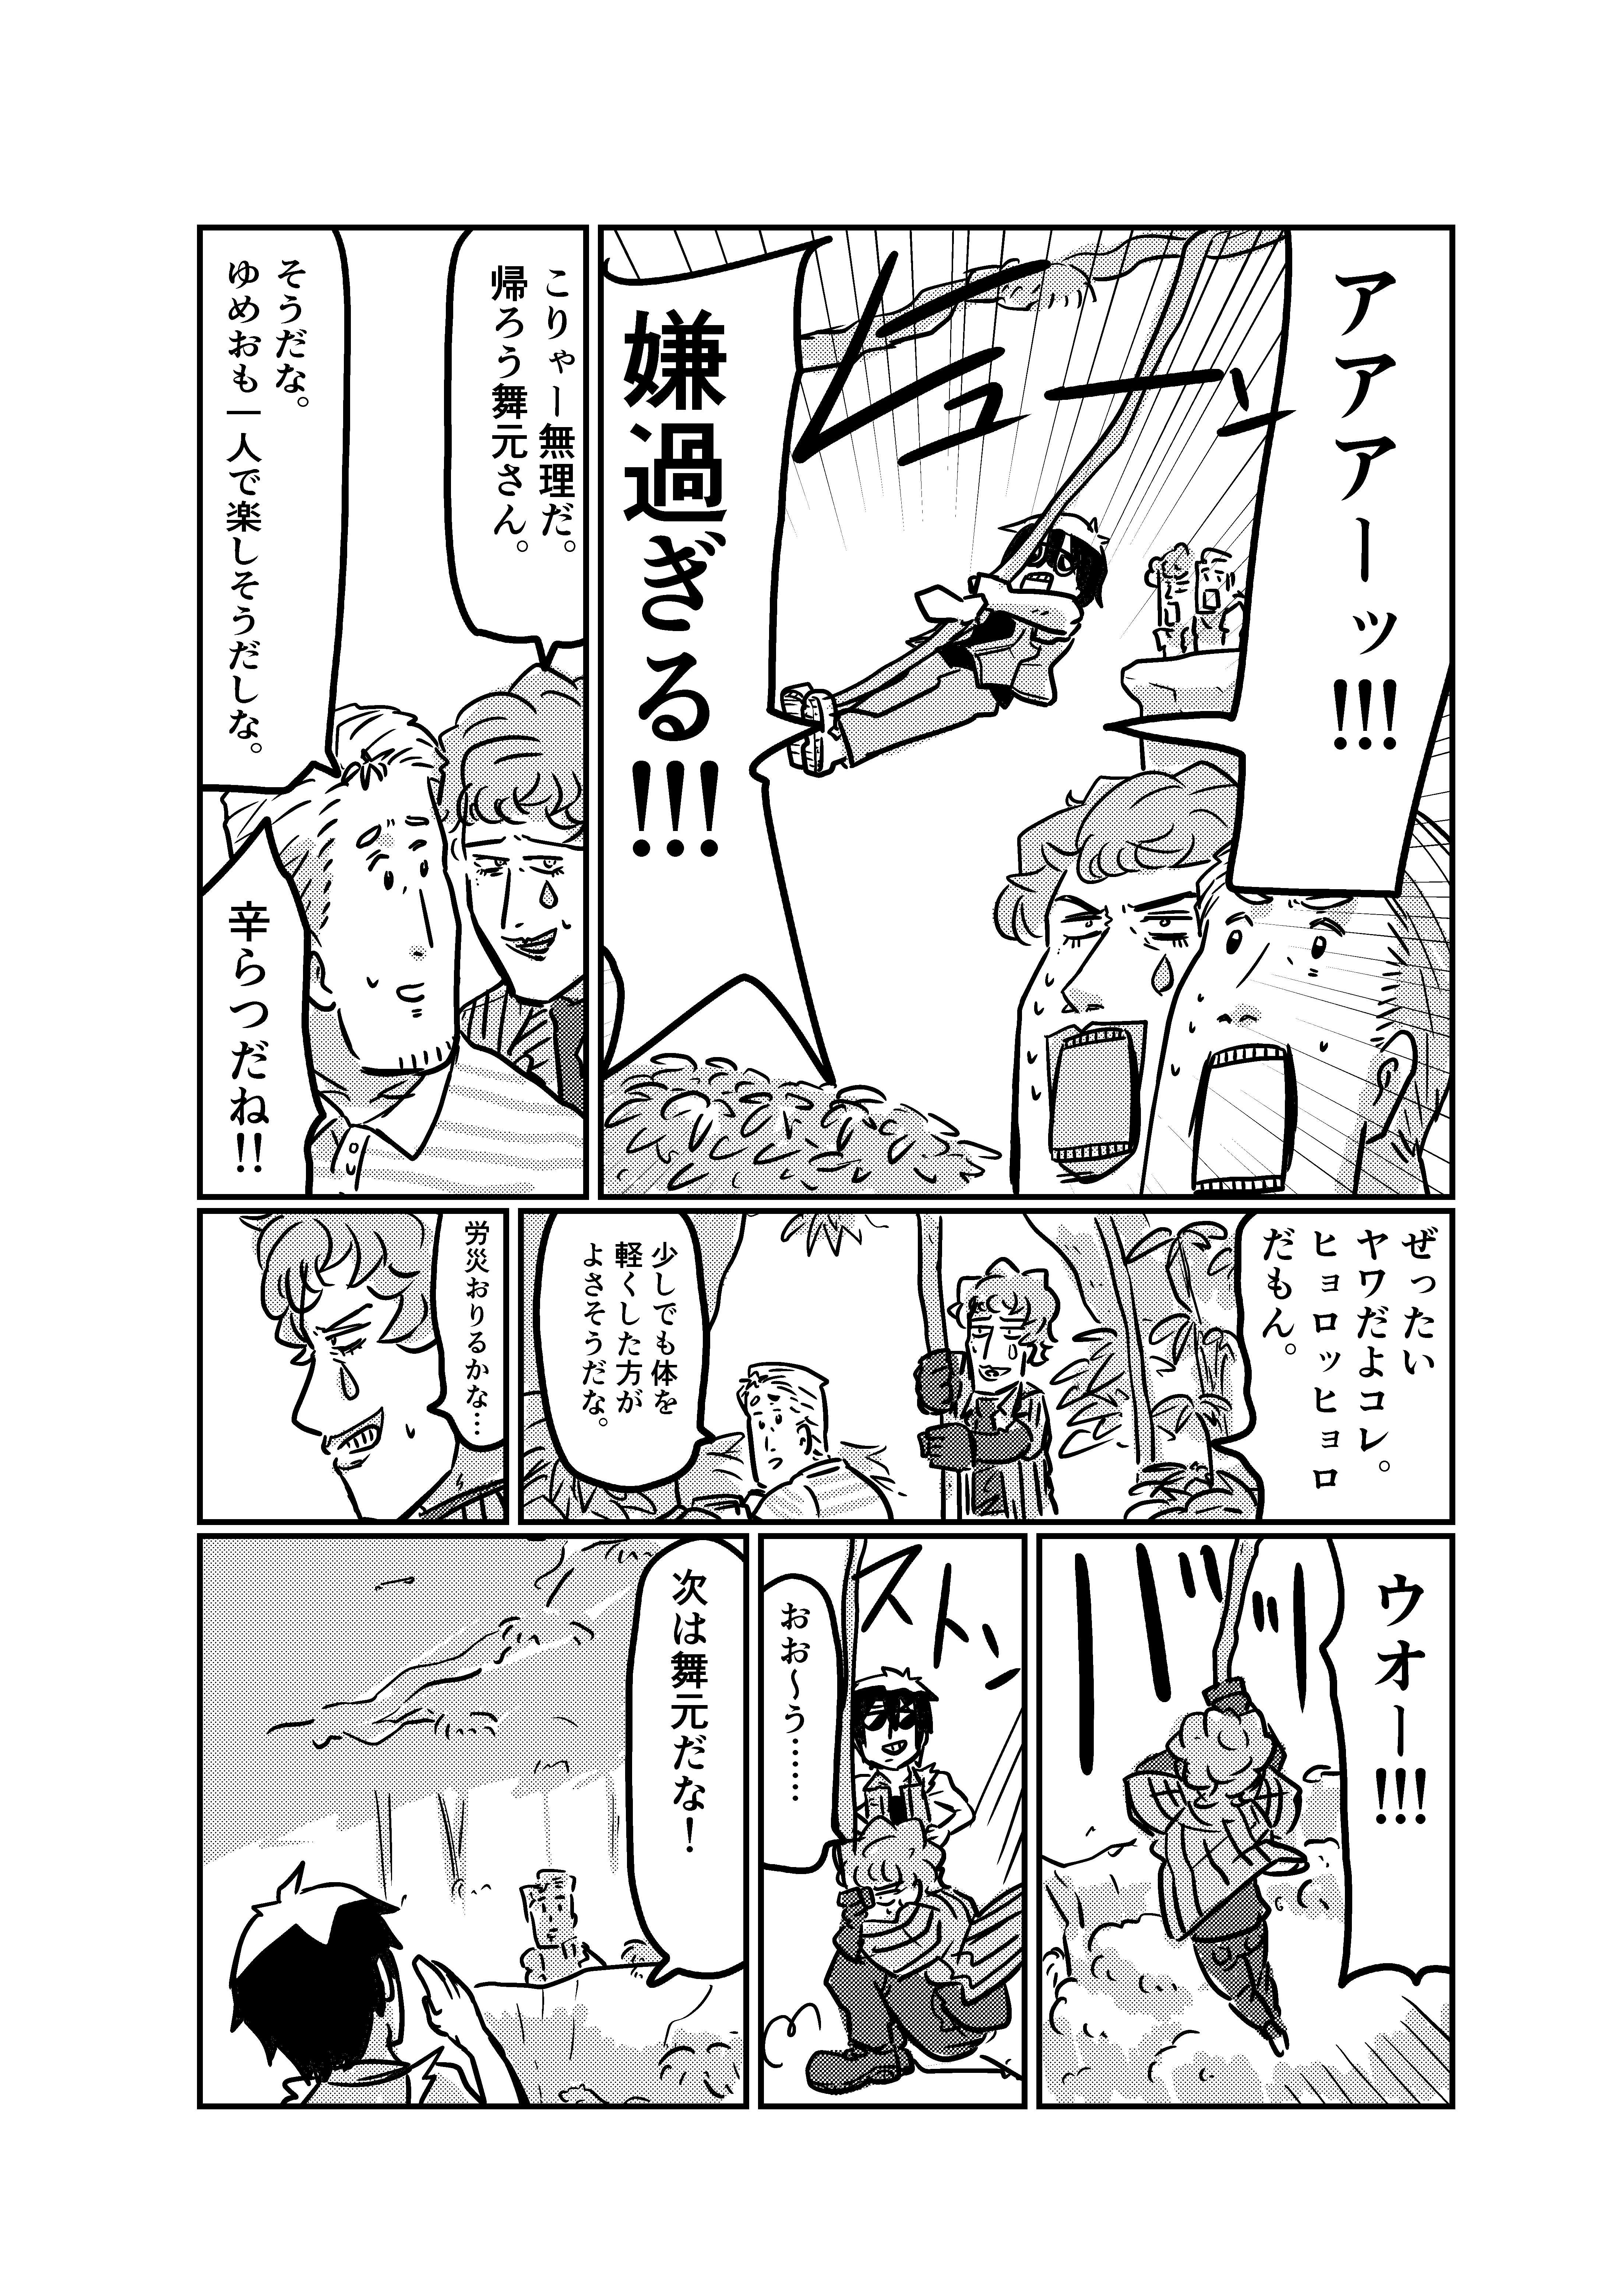 アアアーッ!!!
ビューン
嫌過ぎる!!!
こりゃー無理だ。
帰ろう舞元さん。
そうだな。
ゆめおも一人で楽しそうだしな。
辛らつだね!!
ぜったい
ヤワだよコレ。
ヒョロッヒョロ
だもん。
少しでも体を
軽くした方が
よさそうだな。
労災おりるかな…
ウオー!!!
ストン
おお～う……
次は舞元だな!